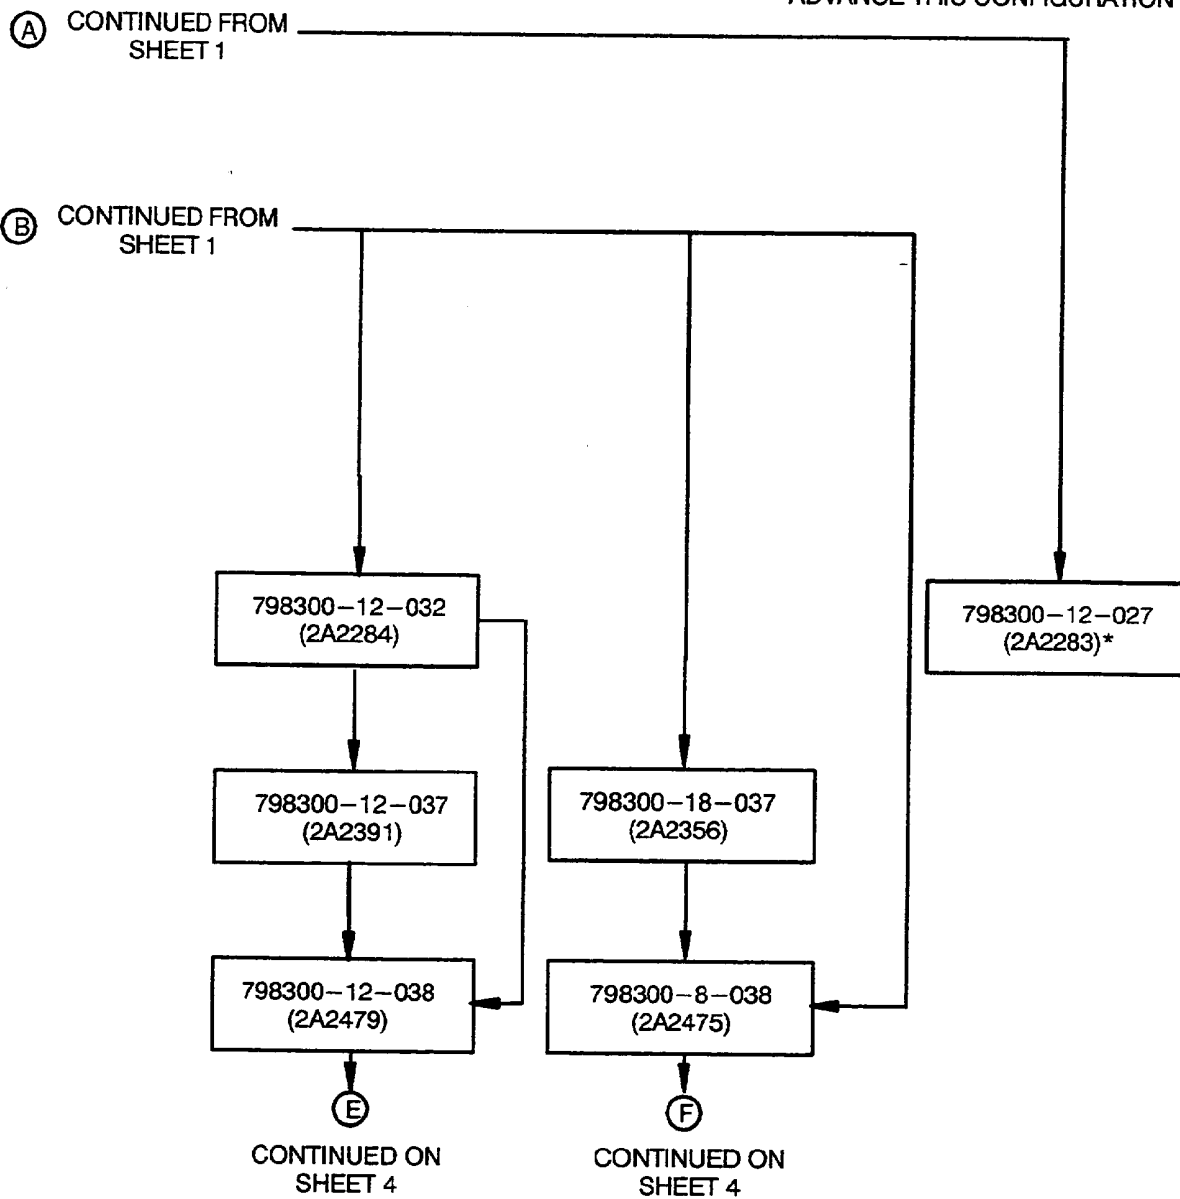 ADVANCE THIS CONFIGURATION
A CONTINUED FROM
SHEET 1
B CONTINUED FROM
SHEET 1
798300-12-032
(2A2284)
798300-12-027
(2A2283)*
798300-12-037
(2A2391)
798300-18-037
(2A2356)
798300-12-038
(2A2479)
798300-8-038
(2A2475)
E
CONTINUED ON
SHEET 4
F
CONTINUED ON
SHEET 4